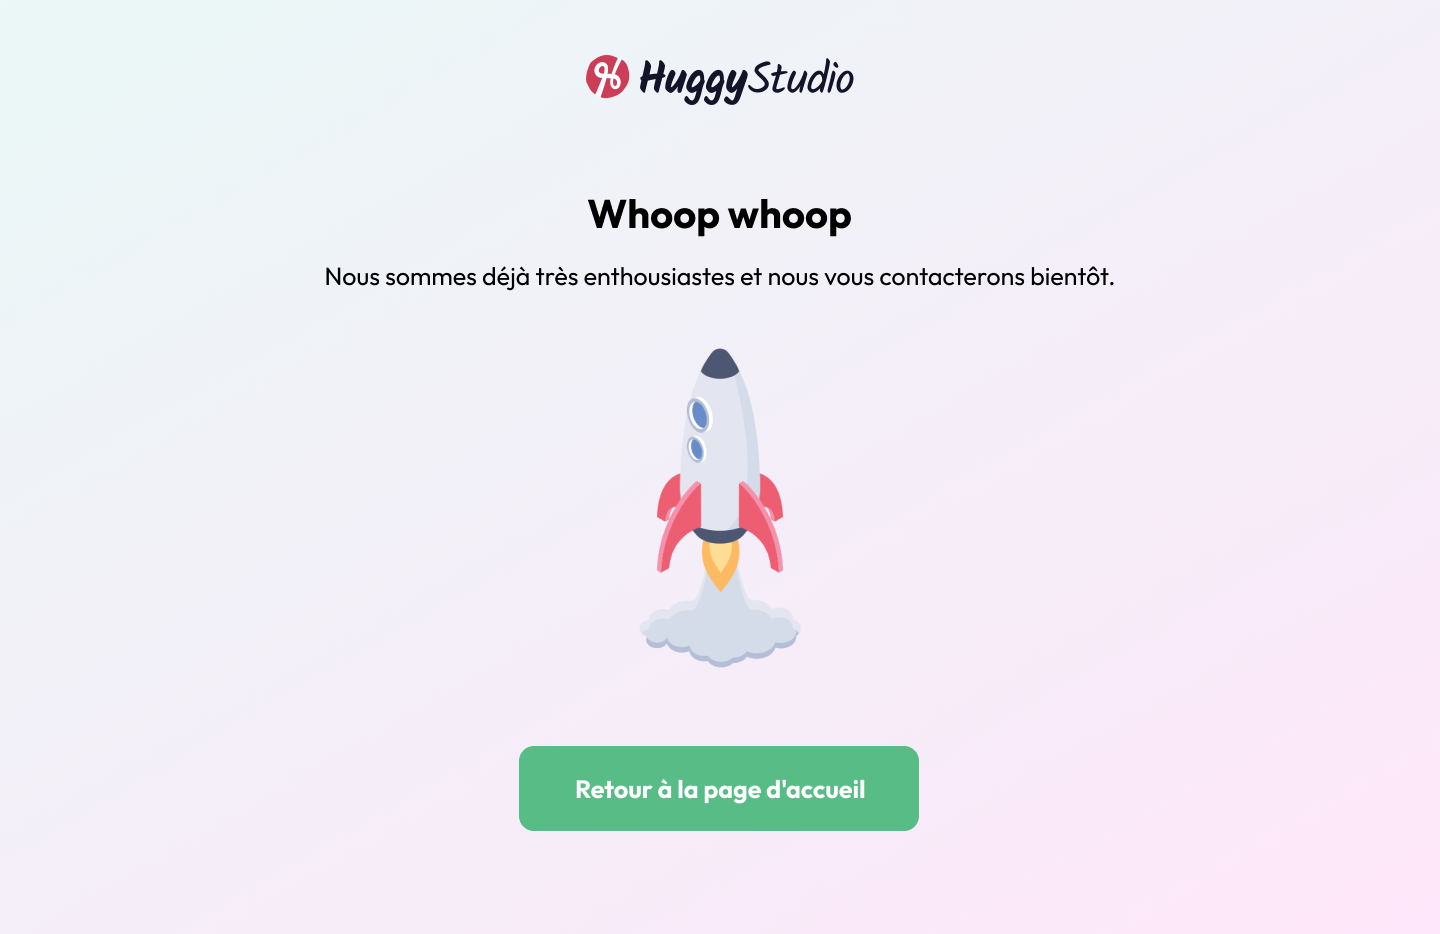 HuggyStudio
Whoop whoop
Nous sommes déjà très enthousiastes et nous vous contacterons bientôt.
Retour à la page d'accueil